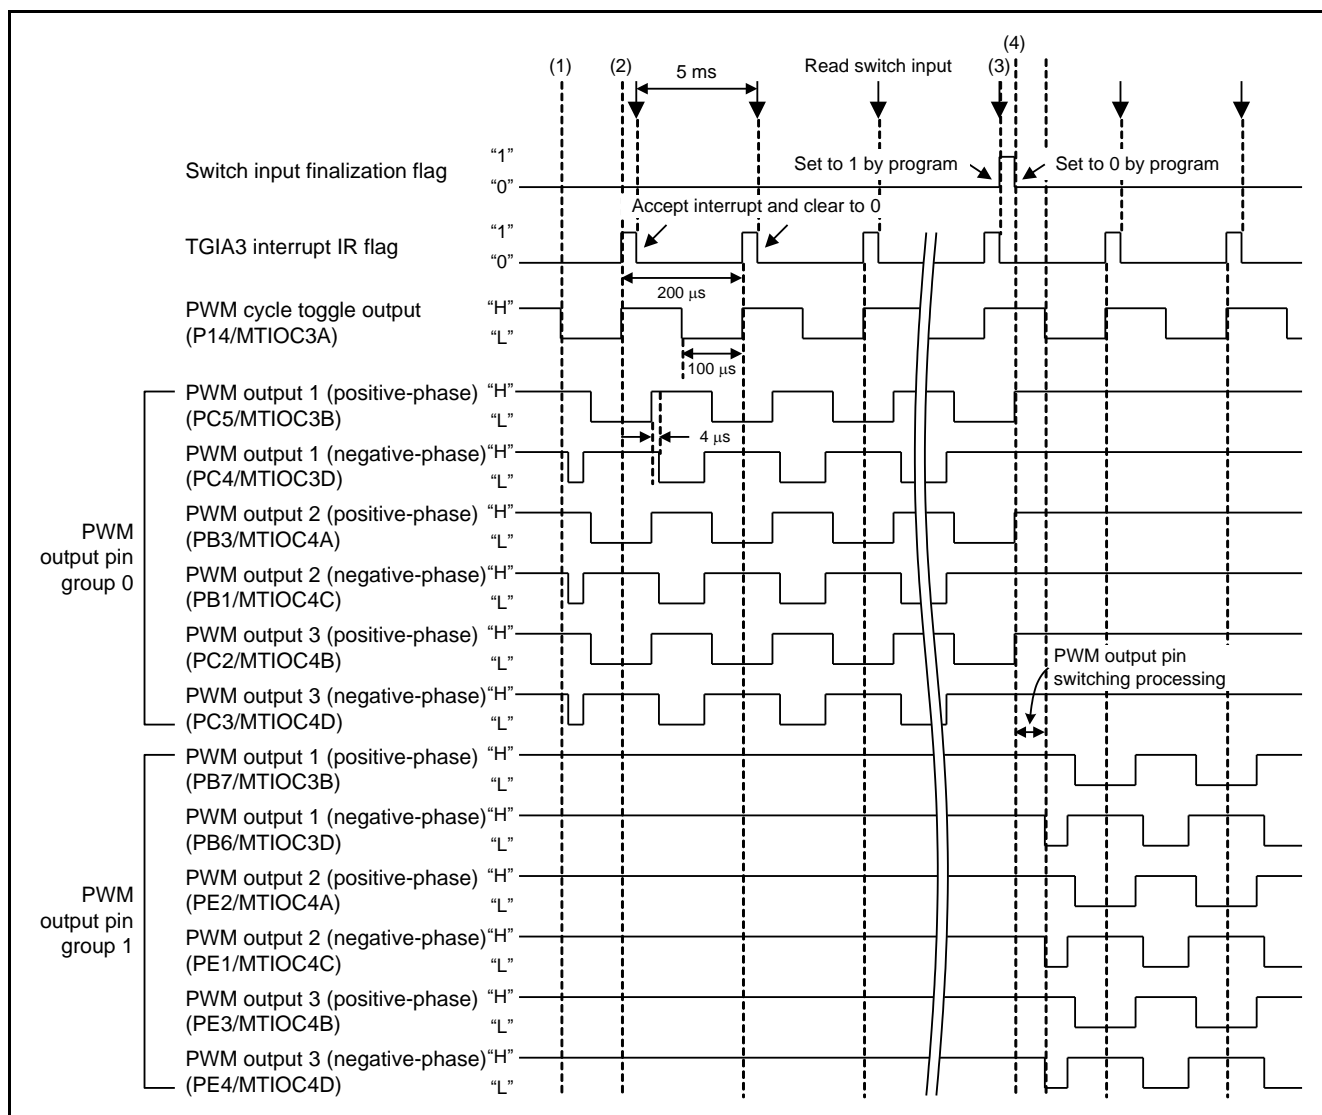 (1)
(2)
5 ms
Read switch input
(3)
(4)
Switch input finalization flag
“1”
“0”
Set to 1 by program
Set to 0 by program
Accept interrupt and clear to 0
TGIA3 interrupt IR flag
“1”
“0”
200 µs
PWM cycle toggle output
(P14/MTIOC3A)
“H”
“L”
100 µs
PWM output pin group 0
PWM output 1 (positive-phase)
(PC5/MTIOC3B)
“H”
“L”
4 µs
PWM output 1 (negative-phase)
(PC4/MTIOC3D)
“H”
“L”
PWM output 2 (positive-phase)
(PB3/MTIOC4A)
“H”
“L”
PWM output 2 (negative-phase)
(PB1/MTIOC4C)
“H”
“L”
PWM output 3 (positive-phase)
(PC2/MTIOC4B)
“H”
“L”
PWM output pin
switching processing
PWM output 3 (negative-phase)
(PC3/MTIOC4D)
“H”
“L”
PWM output pin group 1
PWM output 1 (positive-phase)
(PB7/MTIOC3B)
“H”
“L”
PWM output 1 (negative-phase)
(PB6/MTIOC3D)
“H”
“L”
PWM output 2 (positive-phase)
(PE2/MTIOC4A)
“H”
“L”
PWM output 2 (negative-phase)
(PE1/MTIOC4C)
“H”
“L”
PWM output 3 (positive-phase)
(PE3/MTIOC4B)
“H”
“L”
PWM output 3 (negative-phase)
(PE4/MTIOC4D)
“H”
“L”